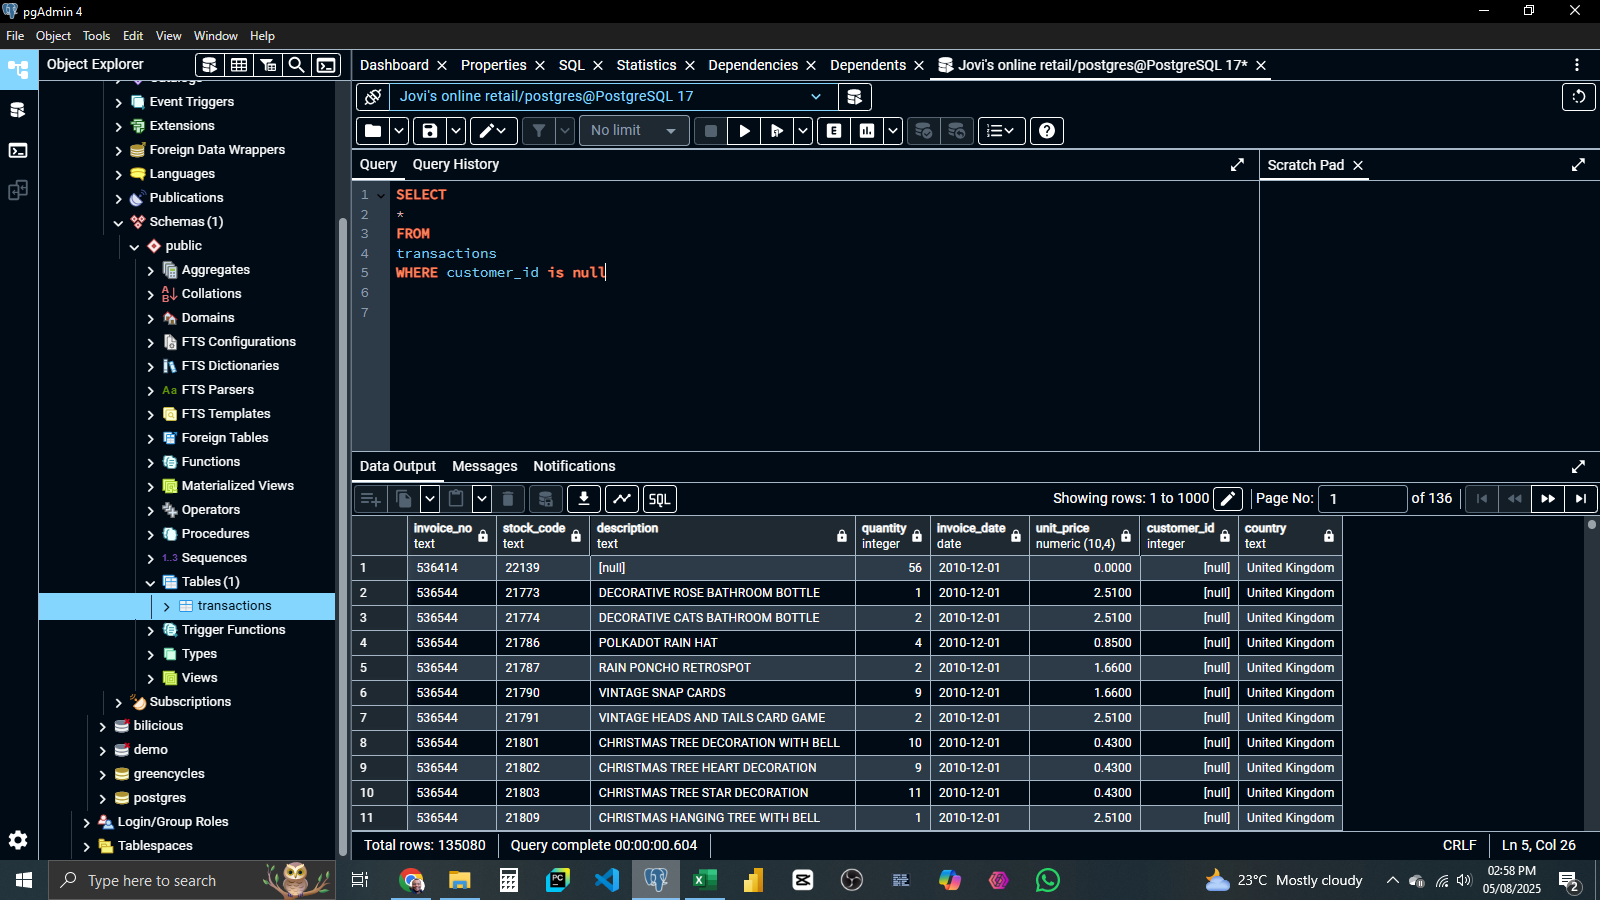 pgAdmin 4
File Object Tools Edit View Window Help
Object Explorer
Dashboard
Properties
SQL
Statistics
Dependencies
Dependents
Jovi's online retail/postgres@PostgreSQL 17*
Event Triggers
Extensions
Foreign Data Wrappers
Languages
Publications
Schemas (1)
public
Aggregates
Collations
Domains
FTS Configurations
FTS Dictionaries
Aa FTS Parsers
FTS Templates
Foreign Tables
Functions
Materialized Views
Operators
Procedures
1..3 Sequences
Tables (1)
transactions
Trigger Functions
Types
Views
Subscriptions
bilicious
demo
greencycles
postgres
Login/Group Roles
Tablespaces
Jovi's online retail/postgres@PostgreSQL 17
No limit
E
Query Query History
Scratch Pad
1 SELECT
2 *
3 FROM
4 transactions
5 WHERE customer_id is null
6
7
Data Output Messages Notifications
SQL
Showing rows: 1 to 1000
Page No: 1 of 136
invoice_no text stock_code text description text quantity integer invoice_date date unit_price numeric (10,4) customer_id integer country text
1 536414 22139 [null] 56 2010-12-01 0.0000 [null] United Kingdom
2 536544 21773 DECORATIVE ROSE BATHROOM BOTTLE 1 2010-12-01 2.5100 [null] United Kingdom
3 536544 21774 DECORATIVE CATS BATHROOM BOTTLE 2 2010-12-01 2.5100 [null] United Kingdom
4 536544 21786 POLKADOT RAIN HAT 4 2010-12-01 0.8500 [null] United Kingdom
5 536544 21787 RAIN PONCHO RETROSPOT 2 2010-12-01 1.6600 [null] United Kingdom
6 536544 21790 VINTAGE SNAP CARDS 9 2010-12-01 1.6600 [null] United Kingdom
7 536544 21791 VINTAGE HEADS AND TAILS CARD GAME 2 2010-12-01 2.5100 [null] United Kingdom
8 536544 21801 CHRISTMAS TREE DECORATION WITH BELL 10 2010-12-01 0.4300 [null] United Kingdom
9 536544 21802 CHRISTMAS TREE HEART DECORATION 9 2010-12-01 0.4300 [null] United Kingdom
10 536544 21803 CHRISTMAS TREE STAR DECORATION 11 2010-12-01 0.4300 [null] United Kingdom
11 536544 21809 CHRISTMAS HANGING TREE WITH BELL 1 2010-12-01 2.5100 [null] United Kingdom
Total rows: 135080
Query complete 00:00:00.604
CRLF
Ln 5, Col 26
Type here to search
23°C Mostly cloudy
02:58 PM
05/08/2025
2